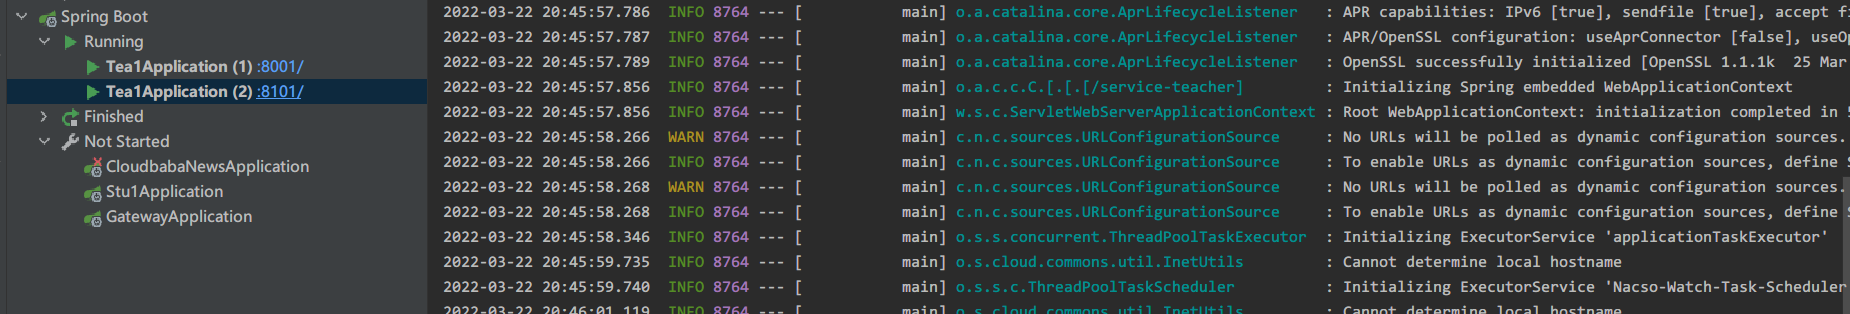 Spring Boot
Running
Tea1Application (1) :8001/
Tea1Application (2) :8101/
Finished
Not Started
CloudbabaNewsApplication
Stu1Application
GatewayApplication
2022-03-22 20:45:57.786  INFO 8764 --- [           main] o.a.catalina.core.AprLifecycleListener   : APR capabilities: IPv6 [true], sendfile [true], accept
2022-03-22 20:45:57.787  INFO 8764 --- [           main] o.a.catalina.core.AprLifecycleListener   : APR/OpenSSL configuration: useAprConnector [false],
2022-03-22 20:45:57.789  INFO 8764 --- [           main] o.a.catalina.core.AprLifecycleListener   : OpenSSL successfully initialized [OpenSSL 1.1.1k  25 Mar
2022-03-22 20:45:57.856  INFO 8764 --- [           main] o.a.c.c.C.[.[.[/service-teacher]         : Initializing Spring embedded WebApplicationContext
2022-03-22 20:45:57.856  INFO 8764 --- [           main] w.s.c.ServletWebServerApplicationContext : Root WebApplicationContext: initialization completed in
2022-03-22 20:45:58.266  WARN 8764 --- [           main] c.n.c.sources.URLConfigurationSource     : No URLs will be polled as dynamic configuration sources.
2022-03-22 20:45:58.266  INFO 8764 --- [           main] c.n.c.sources.URLConfigurationSource     : To enable URLs as dynamic configuration sources, define
2022-03-22 20:45:58.268  WARN 8764 --- [           main] c.n.c.sources.URLConfigurationSource     : No URLs will be polled as dynamic configuration sources.
2022-03-22 20:45:58.268  INFO 8764 --- [           main] c.n.c.sources.URLConfigurationSource     : To enable URLs as dynamic configuration sources, define
2022-03-22 20:45:58.346  INFO 8764 --- [           main] o.s.s.concurrent.ThreadPoolTaskExecutor  : Initializing ExecutorService 'applicationTaskExecutor'
2022-03-22 20:45:59.735  INFO 8764 --- [           main] o.s.cloud.commons.util.InetUtils         : Cannot determine local hostname
2022-03-22 20:45:59.740  INFO 8764 --- [           main] o.s.s.c.ThreadPoolTaskScheduler          : Initializing ExecutorService 'Nacso-Watch-Task-Scheduler
2022-03-22 20:46:01.119  INFO 8764 --- [           main] o.s.cloud.commons.util.InetUtils         : Cannot determine local hostname